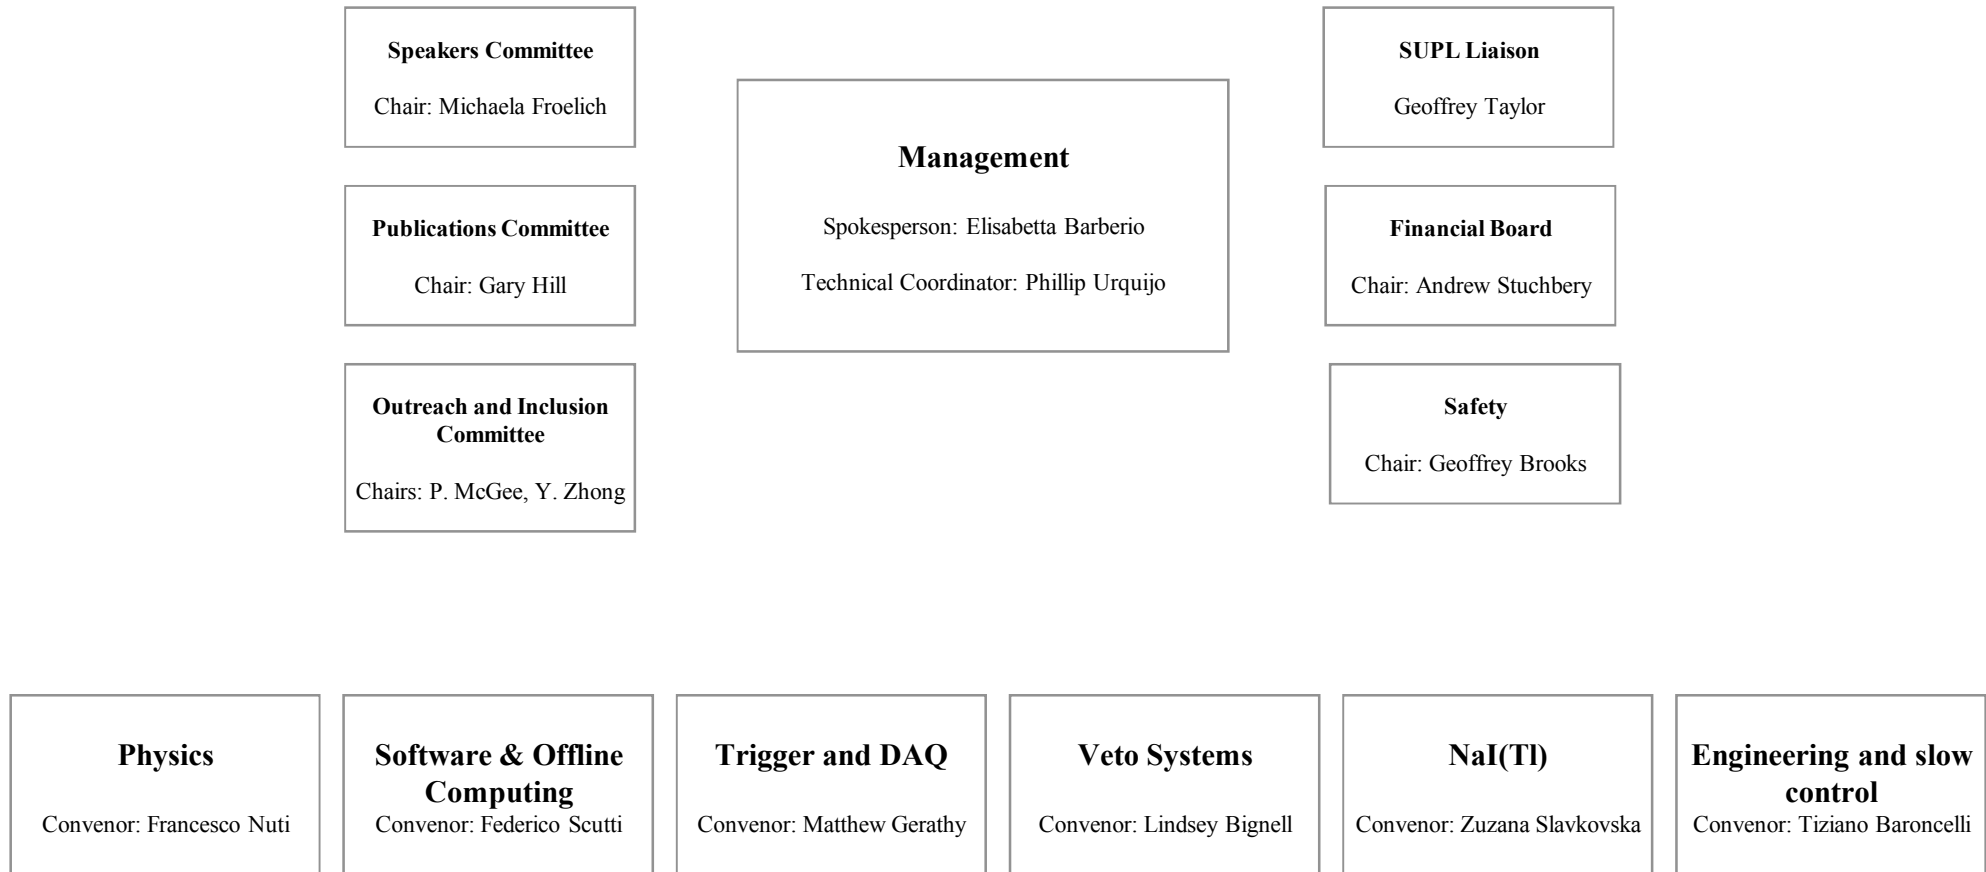 Speakers Committee
Chair: Michaela Froelich
Publications Committee
Chair: Gary Hill
Outreach and Inclusion
Committee
Chairs: P. McGee, Y. Zhong
Management
Spokesperson: Elisabetta Barberio
Technical Coordinator: Phillip Urquijo
SUPL Liaison
Geoffrey Taylor
Financial Board
Chair: Andrew Stuchbery
Safety
Chair: Geoffrey Brooks
Physics
Convenor: Francesco Nuti
Software & Offline
Computing
Convenor: Federico Scutti
Trigger and DAQ
Convenor: Matthew Gerathy
Veto Systems
Convenor: Lindsey Bignell
NaI(Tl)
Convenor: Zuzana Slavkovska
Engineering and slow
control
Convenor: Tiziano Baroncelli